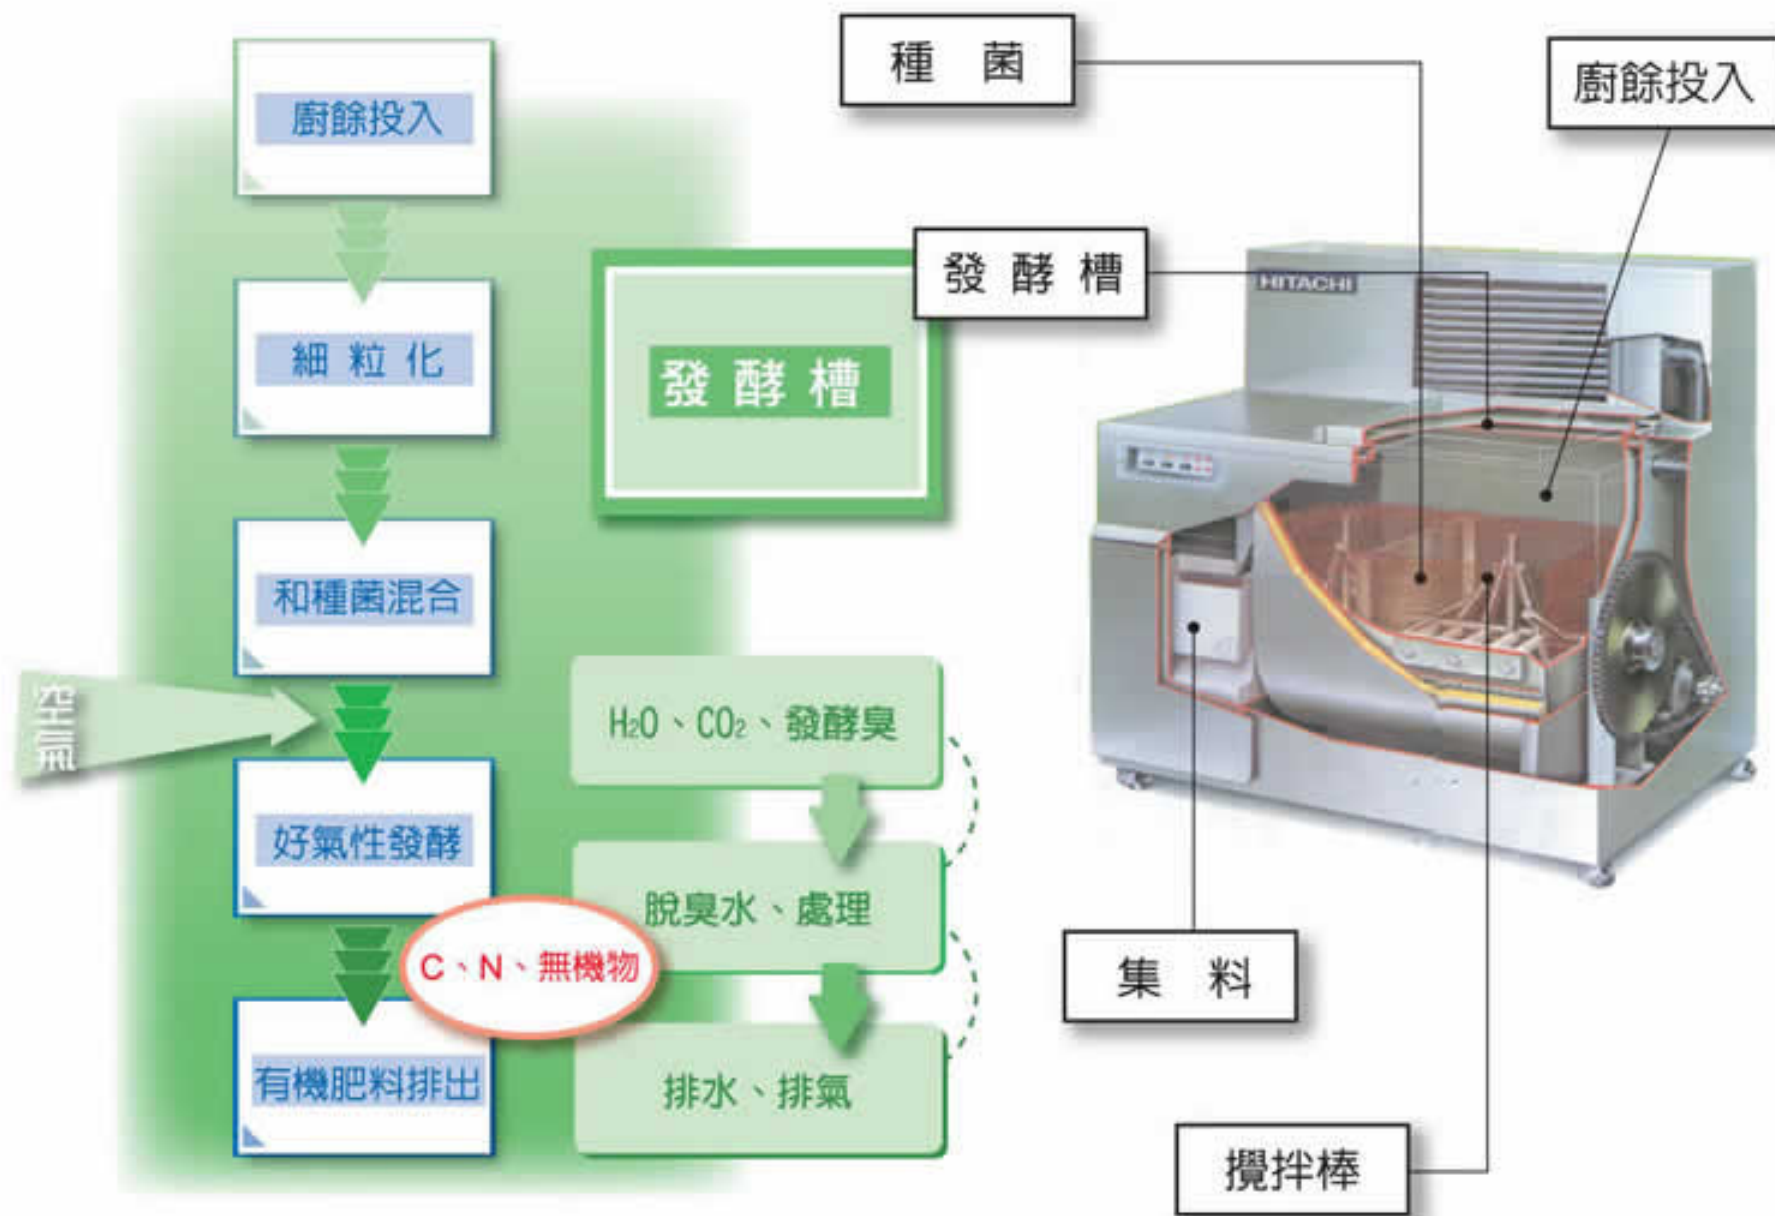 廚餘投入
細粒化
和種菌混合
空氣
好氣性發酵
C、N、無機物
有機肥料排出
發酵槽
H₂O、CO₂、發酵臭
脫臭水、處理
排水、排氣
種菌
廚餘投入
發酵槽
HITACHI
集料
攪拌棒